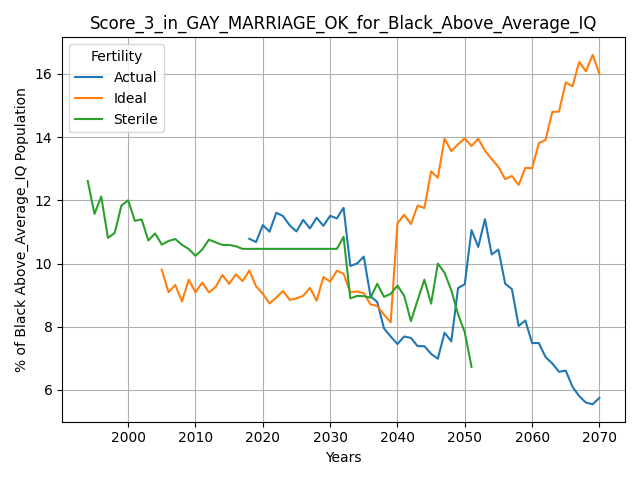 Score_3_in_GAY_MARRIAGE_OK_for_Black_Above_Average_IQ
Fertility
Actual
Ideal
Sterile
% of Black Above_Average_IQ Population
16
14
12
10
8
6
2000 2010 2020 2030 2040 2050 2060 2070
Years